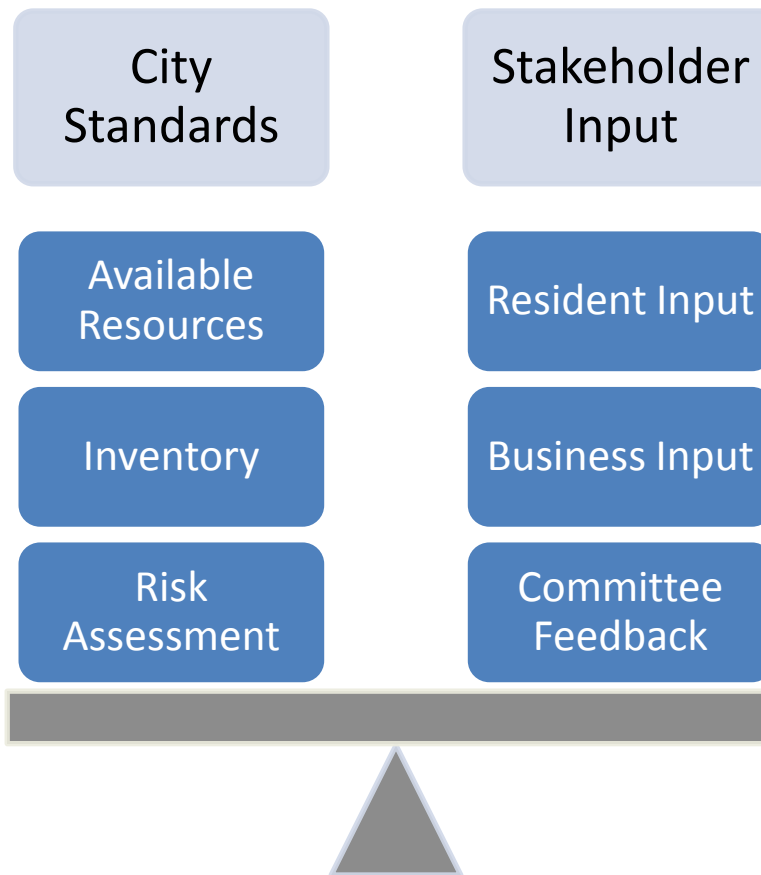 City
Standards
Available
Resources
Inventory
Risk
Assessment
Stakeholder
Input
Resident Input
Business Input
Committee
Feedback